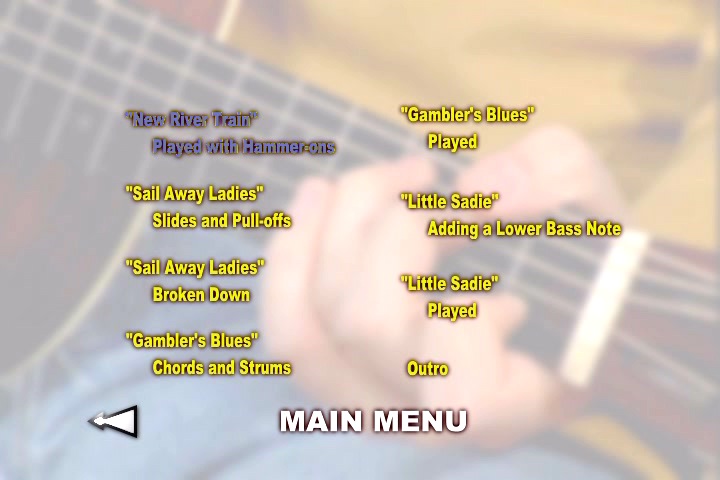 "New River Train"
Played with Hammer-ons
"Sail Away Ladies"
Slides and Pull-offs
"Sail Away Ladies"
Broken Down
"Gambler's Blues"
Chords and Strums
"Gambler's Blues"
Played
"Little Sadie"
Adding a Lower Bass Note
"Little Sadie"
Played
Outro
MAIN MENU